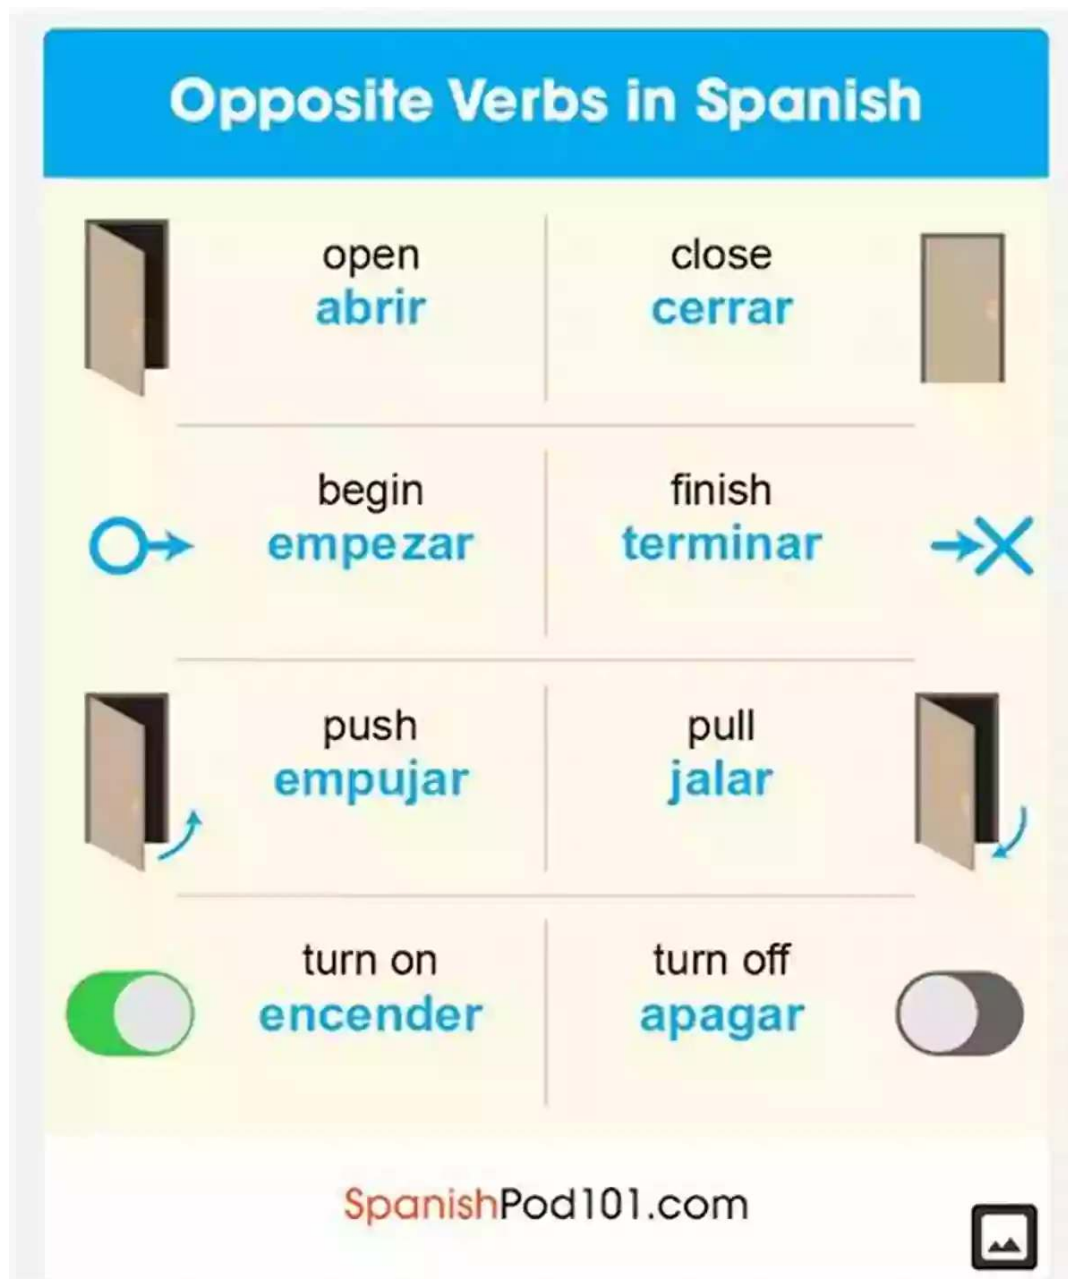 Opposite Verbs in Spanish
open
abrir
close
cerrar
begin
empezar
finish
terminar
push
empujar
pull
jalar
turn on
encender
turn off
apagar
SpanishPod101.com